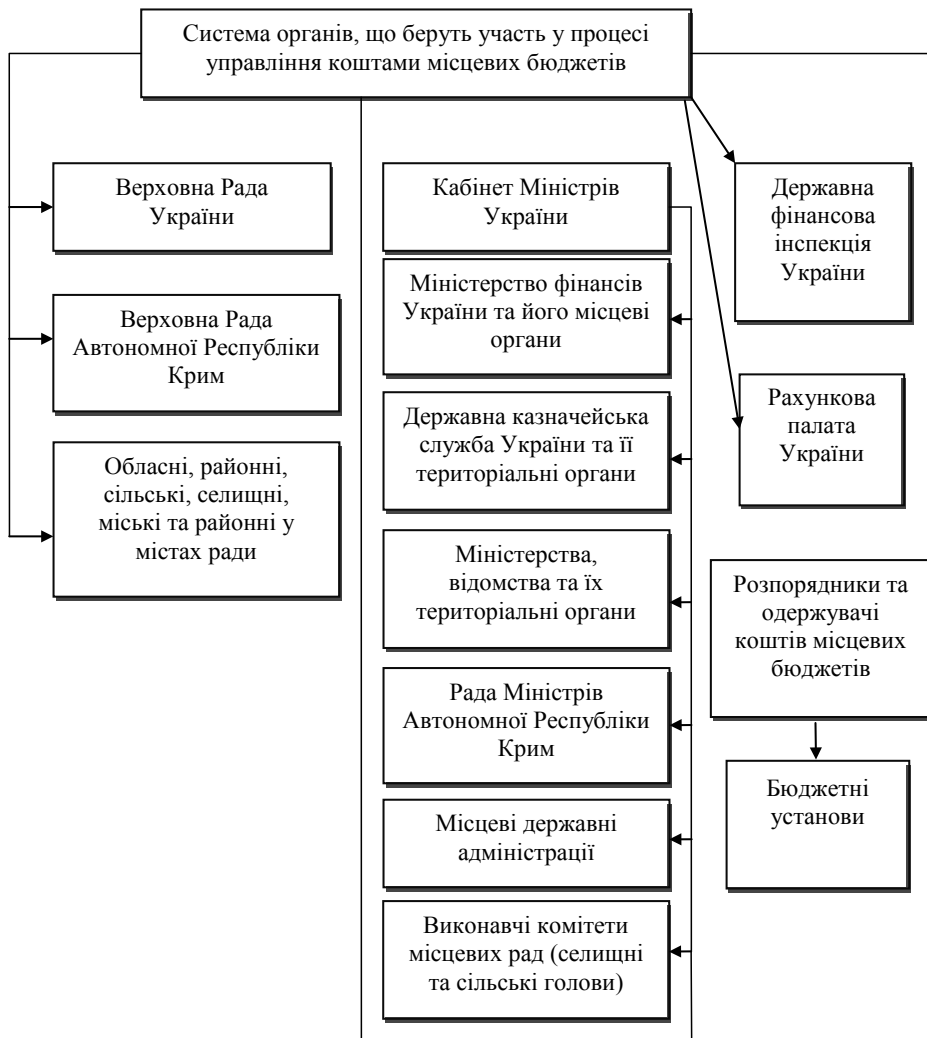 Система органів, що беруть участь у процесі
управління коштами місцевих бюджетів
Верховна Рада
України
Верховна Рада
Автономної Республіки
Крим
Обласні, районні,
сільські, селищні,
міські та районні у
містах ради
Кабінет Міністрів
України
Міністерство фінансів
України та його місцеві
органи
Державна казначейська
служба України та її
територіальні органи
Міністерства,
відомства та їх
територіальні органи
Рада Міністрів
Автономної Республіки
Крим
Місцеві державні
адміністрації
Виконавчі комітети
місцевих рад (селищні
та сільські голови)
Державна
фінансова
інспекція
України
Рахункова
палата
України
Розпорядники та
одержувачі
коштів місцевих
бюджетів
Бюджетні
установи